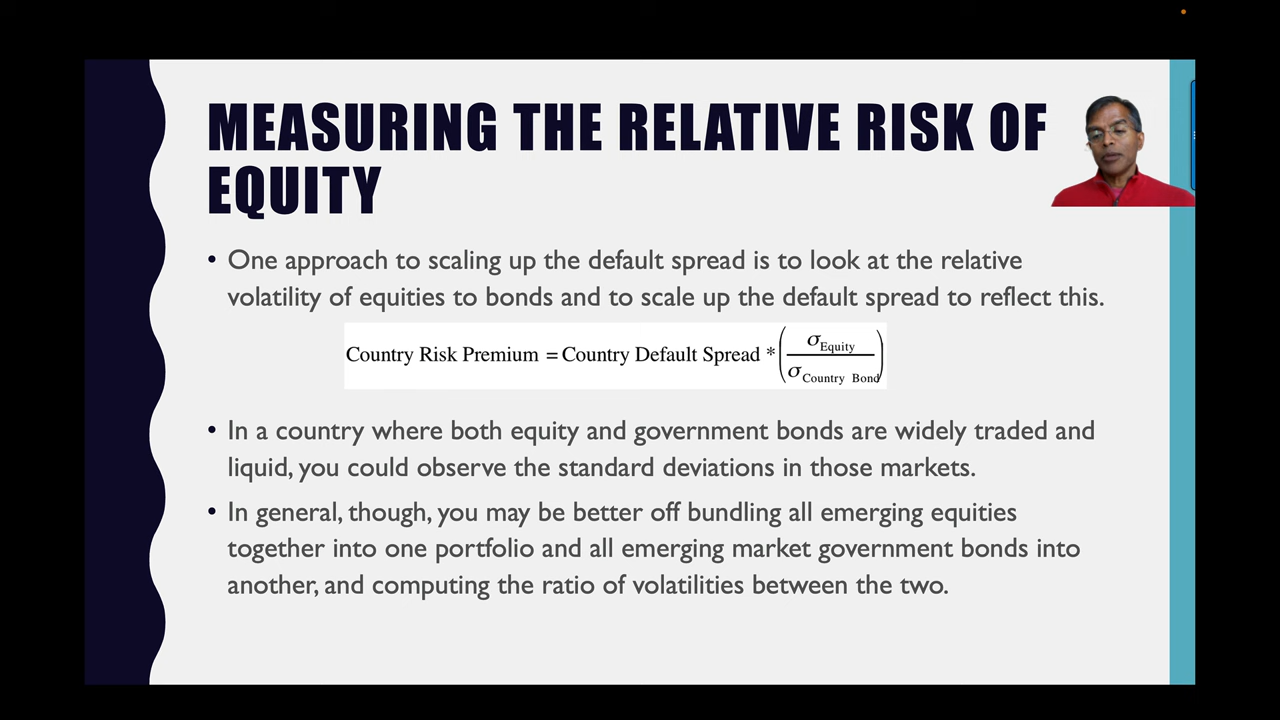 MEASURING THE RELATIVE RISK OF
EQUITY
• One approach to scaling up the default spread is to look at the relative
volatility of equities to bonds and to scale up the default spread to reflect this.
Country Risk Premium = Country Default Spread * (σ Equity / σ Country Bond)
• In a country where both equity and government bonds are widely traded and
liquid, you could observe the standard deviations in those markets.
• In general, though, you may be better off bundling all emerging equities
together into one portfolio and all emerging market government bonds into
another, and computing the ratio of volatilities between the two.